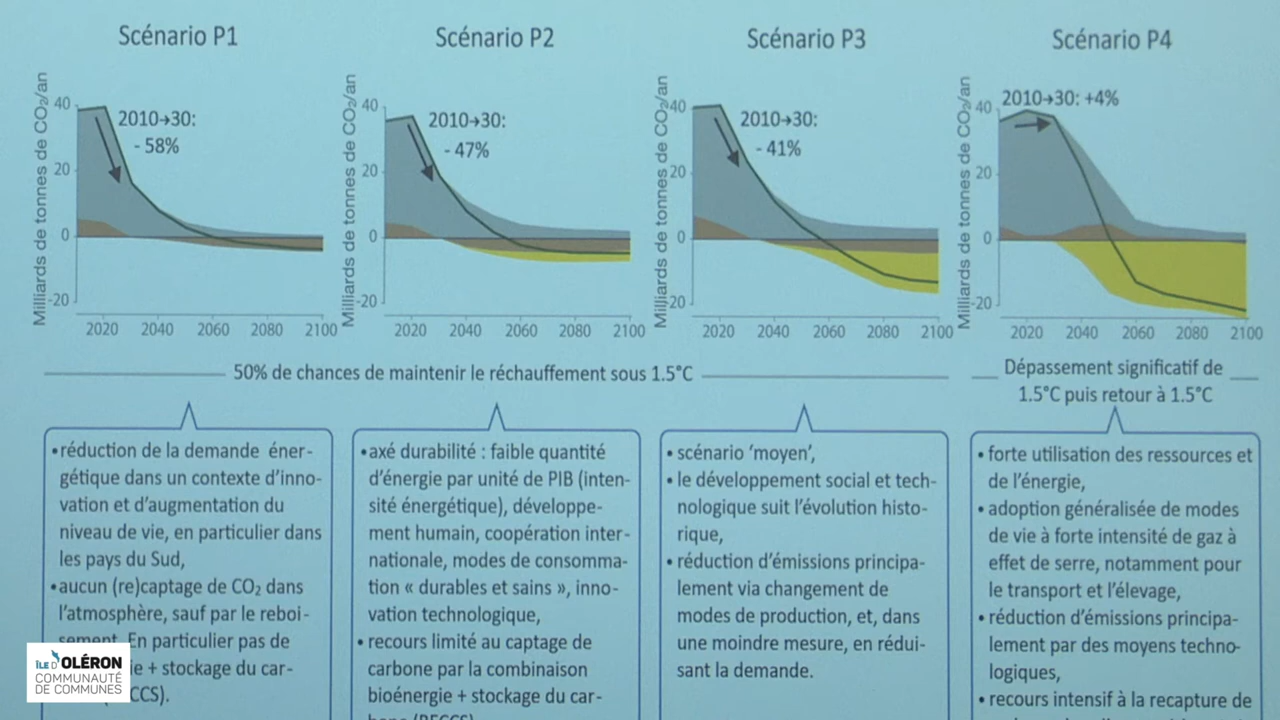 Scénario P1
Scénario P2
Scénario P3
Scénario P4
Milliards de tonnes de CO₂/an
40
20
0
-20
2010→30:
- 58%
2020 2040 2060 2080 2100
Milliards de tonnes de CO₂/an
40
20
0
-20
2010→30:
- 47%
2020 2040 2060 2080 2100
Milliards de tonnes de CO₂/an
40
20
0
-20
2010→30:
- 41%
2020 2040 2060 2080 2100
Milliards de tonnes de CO₂/an
40
20
0
-20
2010→30: +4%
2020 2040 2060 2080 2100
50% de chances de maintenir le réchauffement sous 1.5°C
Dépassement significatif de
1.5°C puis retour à 1.5°C
•réduction de la demande éner-
gétique dans un contexte d'inno-
vation et d'augmentation du
niveau de vie, en particulier dans
les pays du Sud,
•aucun (re)captage de CO₂ dans
l'atmosphère, sauf par le reboi-
sement. En particulier pas de
ie + stockage du car-
CCS).
•axé durabilité : faible quantité
d'énergie par unité de PIB (inten-
sité énergétique), développe-
ment humain, coopération inter-
nationale, modes de consomma-
tion « durables et sains », inno-
vation technologique,
• recours limité au captage de
carbone par la combinaison
bioénergie + stockage du car-
bone (BECCS)
• scénario 'moyen',
• le développement social et tech-
nologique suit l'évolution histo-
rique,
• réduction d'émissions principa-
lement via changement de
modes de production, et, dans
une moindre mesure, en rédui-
sant la demande.
• forte utilisation des ressources et
de l'énergie,
• adoption généralisée de modes
de vie à forte intensité de gaz à
effet de serre, notamment pour
le transport et l'élevage,
• réduction d'émissions principa-
lement par des moyens techno-
logiques,
• recours intensif à la recapture de
ÎLE D'OLÉRON
COMMUNAUTÉ
DE COMMUNES